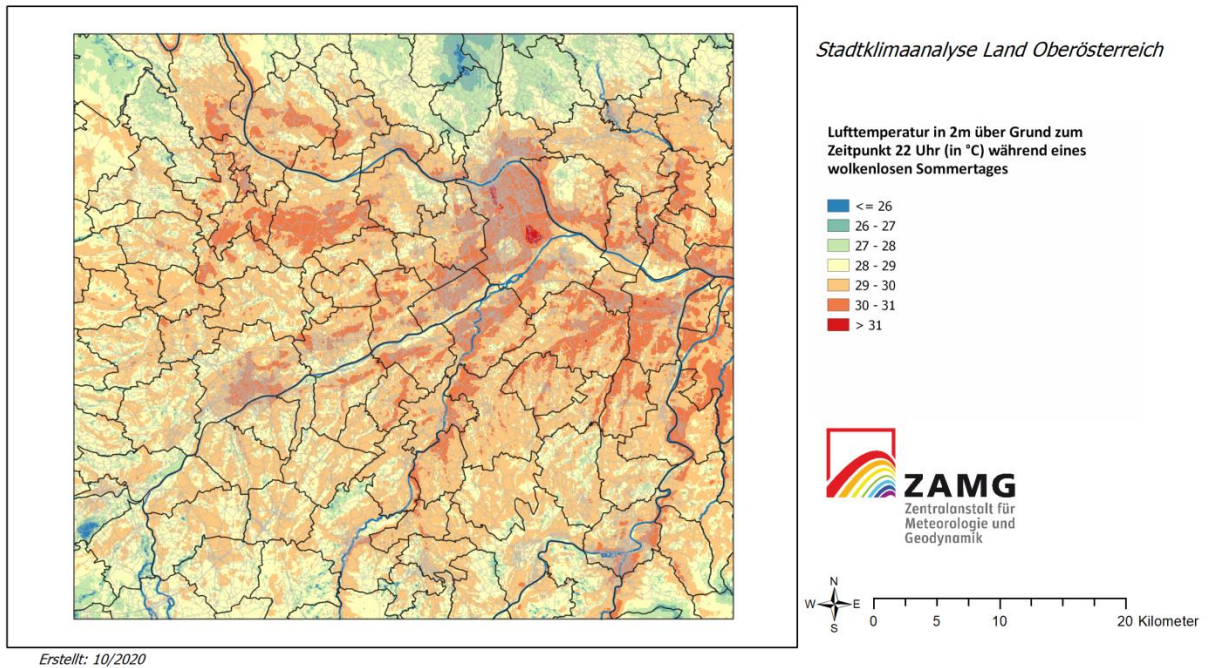 Stadtklimaanalyse Land Oberösterreich
Lufttemperatur in 2m über Grund zum
Zeitpunkt 22 Uhr (in °C) während eines
wolkenlosen Sommertages
<= 26
26 - 27
27 - 28
28 - 29
29 - 30
30 - 31
> 31
ZAMG
Zentralanstalt für
Meteorologie und
Geodynamik
N
W E
S
0 5 10 20 Kilometer
Erstellt: 10/2020